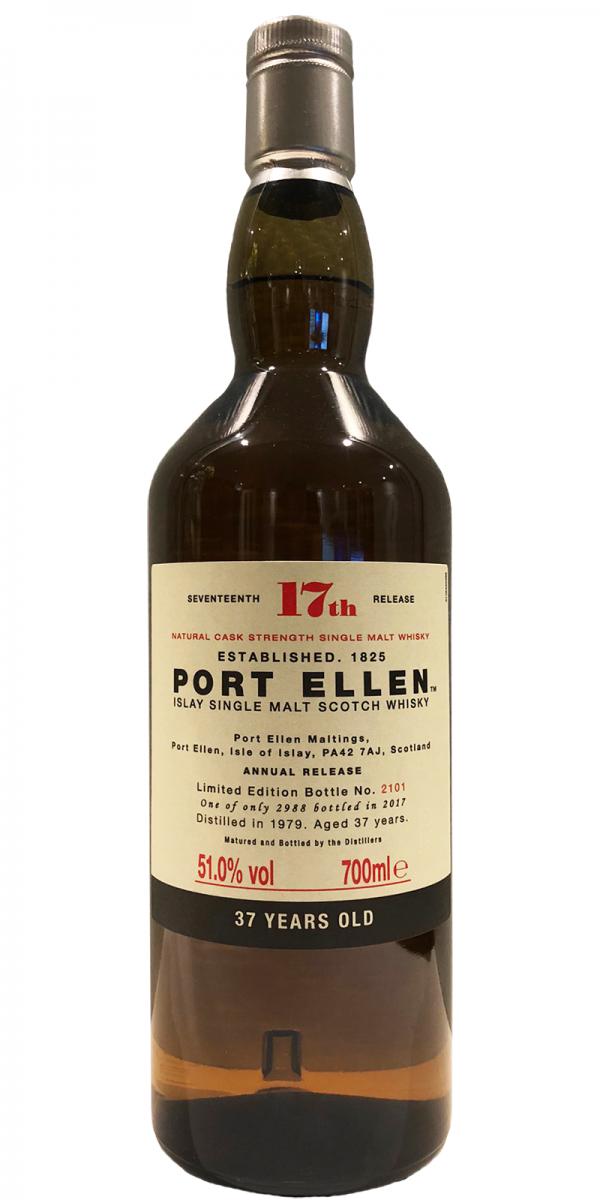 SEVENTEENTH 17th RELEASE
NATURAL CASK STRENGTH SINGLE MALT WHISKY
ESTABLISHED. 1825
PORT ELLEN™
ISLAY SINGLE MALT SCOTCH WHISKY
Port Ellen Maltings,
Port Ellen, Isle of Islay, PA42 7AJ, Scotland
ANNUAL RELEASE
Limited Edition Bottle No. 2101
One of only 2988 bottled in 2017
Distilled in 1979. Aged 37 years.
Matured and Bottled by the Distillers
51.0% vol 700ml ℮
37 YEARS OLD